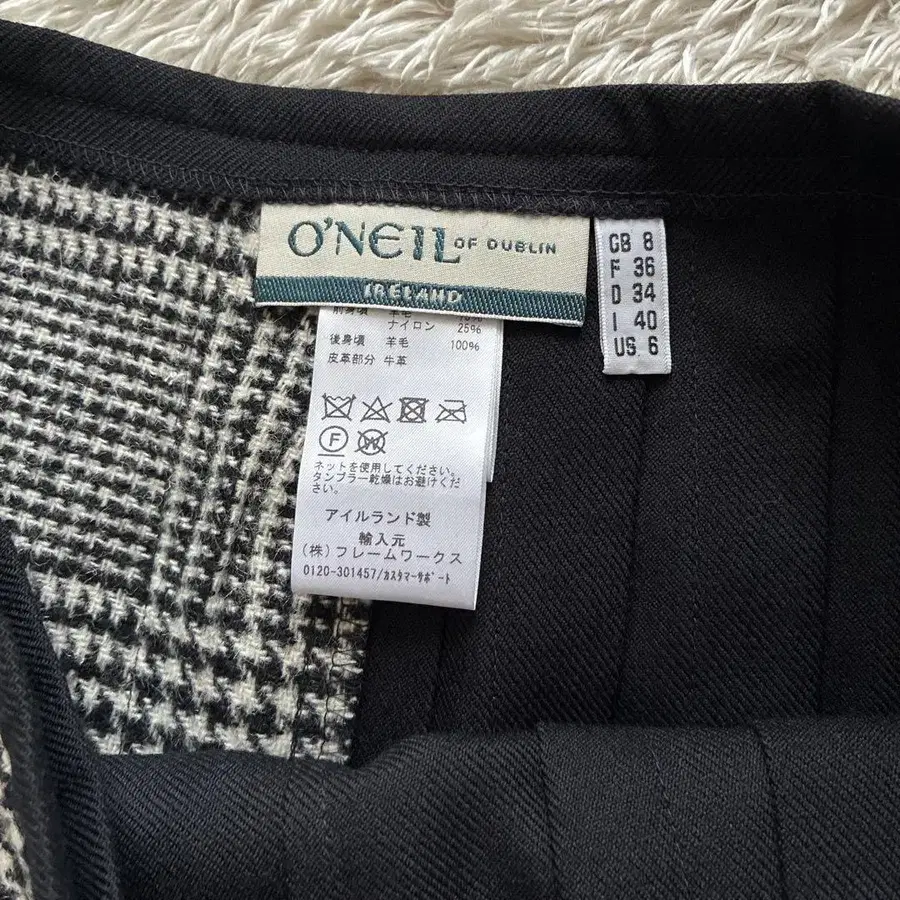 O'NEIL OF DUBLIN
IRELAND
GB 8
F 36
D 34
I 40
US 6
ナイロン 25%
後身頃 羊毛 100%
皮革部分 牛革
F
W
ネットを使用してください。
タンブラー乾燥はお避けくだ
さい。
アイルランド製
輸入元
(株)フレームワークス
0120-301457/ｶｽﾀﾏｰｻﾎﾟｰﾄ